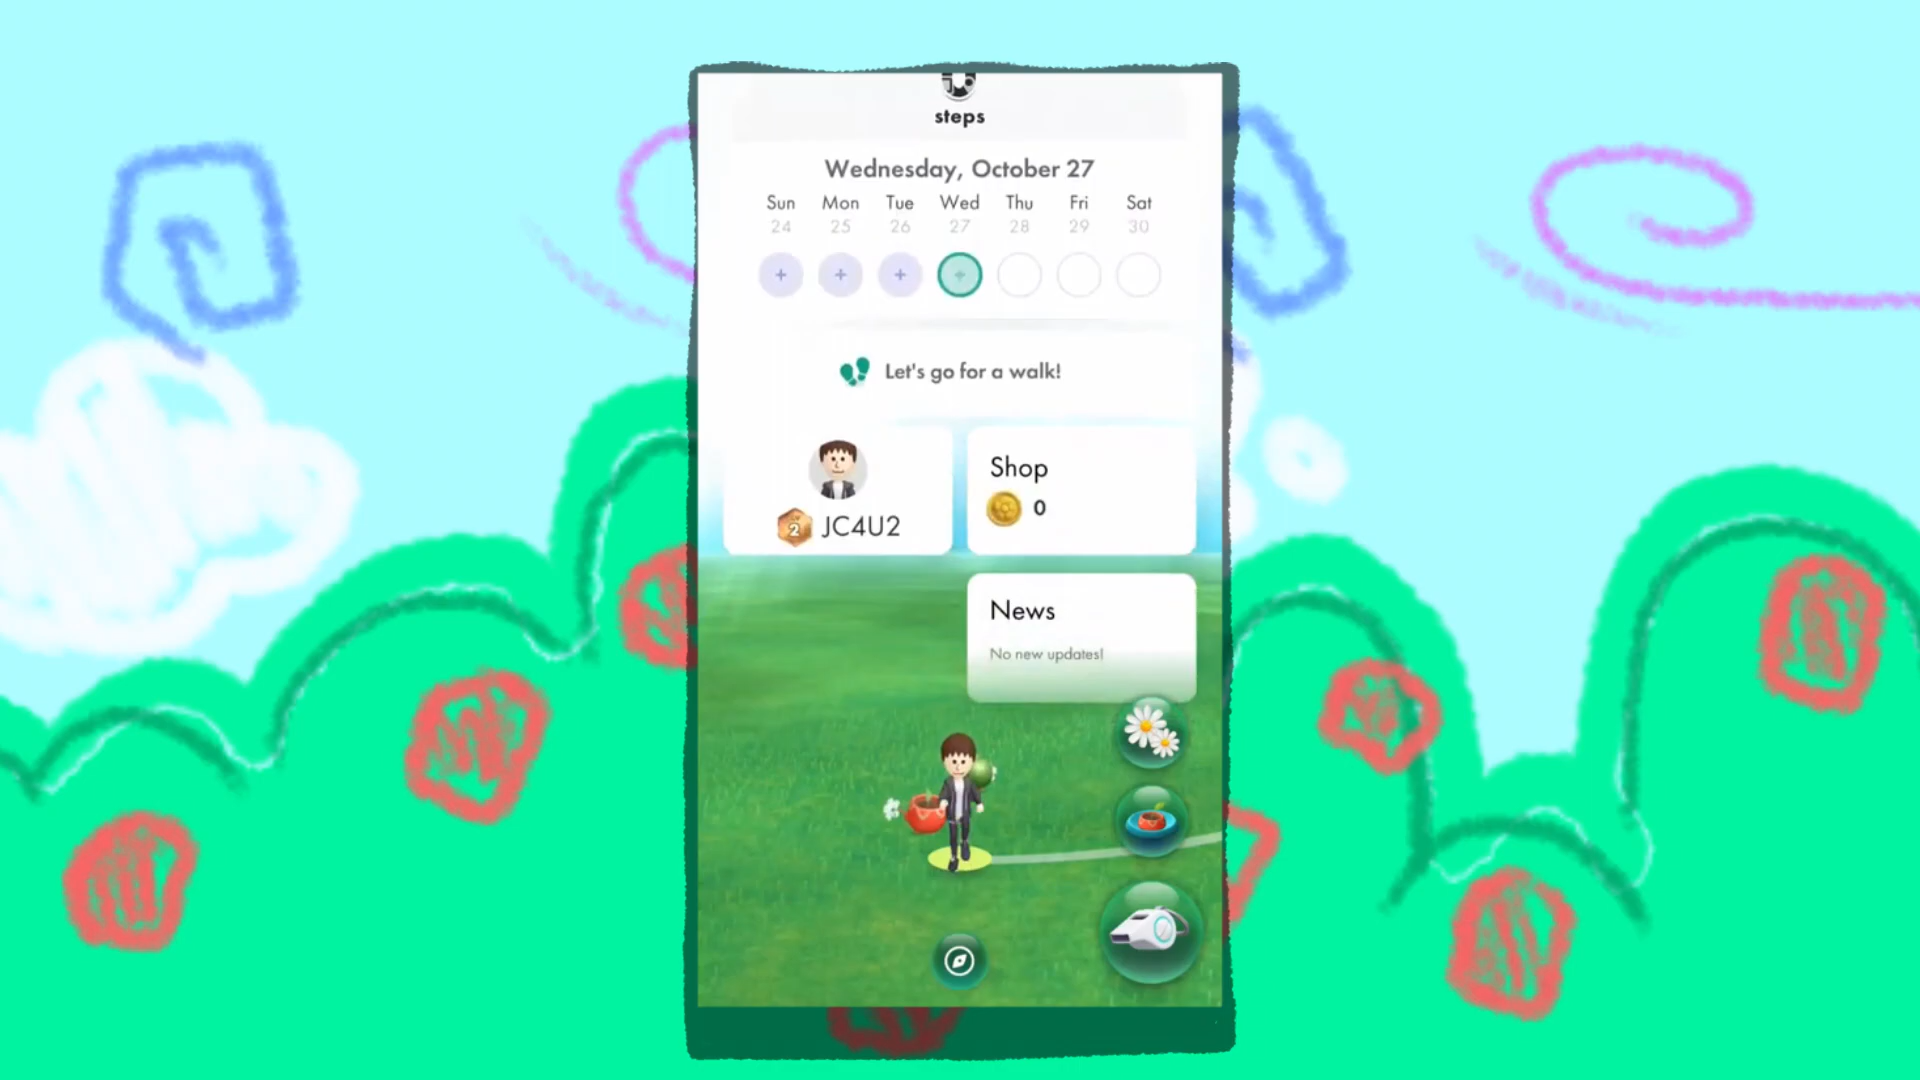 steps
Wednesday, October 27
Sun Mon Tue Wed Thu Fri Sat
24 25 26 27 28 29 30
+ + + +
Let's go for a walk!
2 JC4U2
Shop
0
News
No new updates!